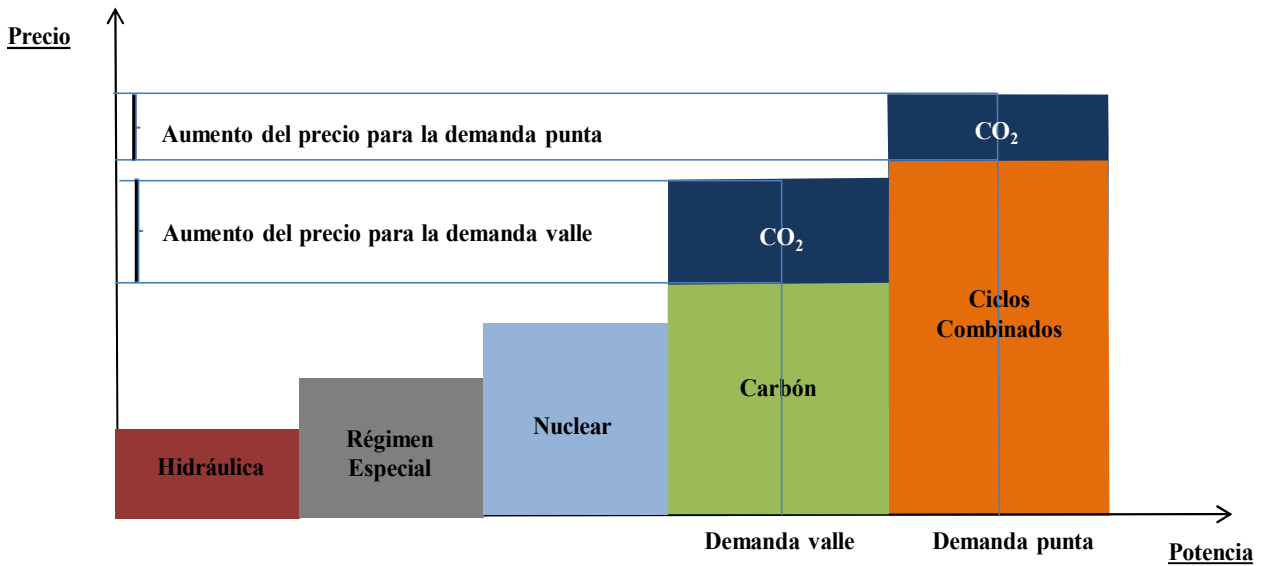 Precio
CO₂
Aumento del precio para la demanda punta
Aumento del precio para la demanda valle
CO₂
Ciclos
Combinados
Carbón
Nuclear
Régimen
Especial
Hidráulica
Demanda valle
Demanda punta
Potencia